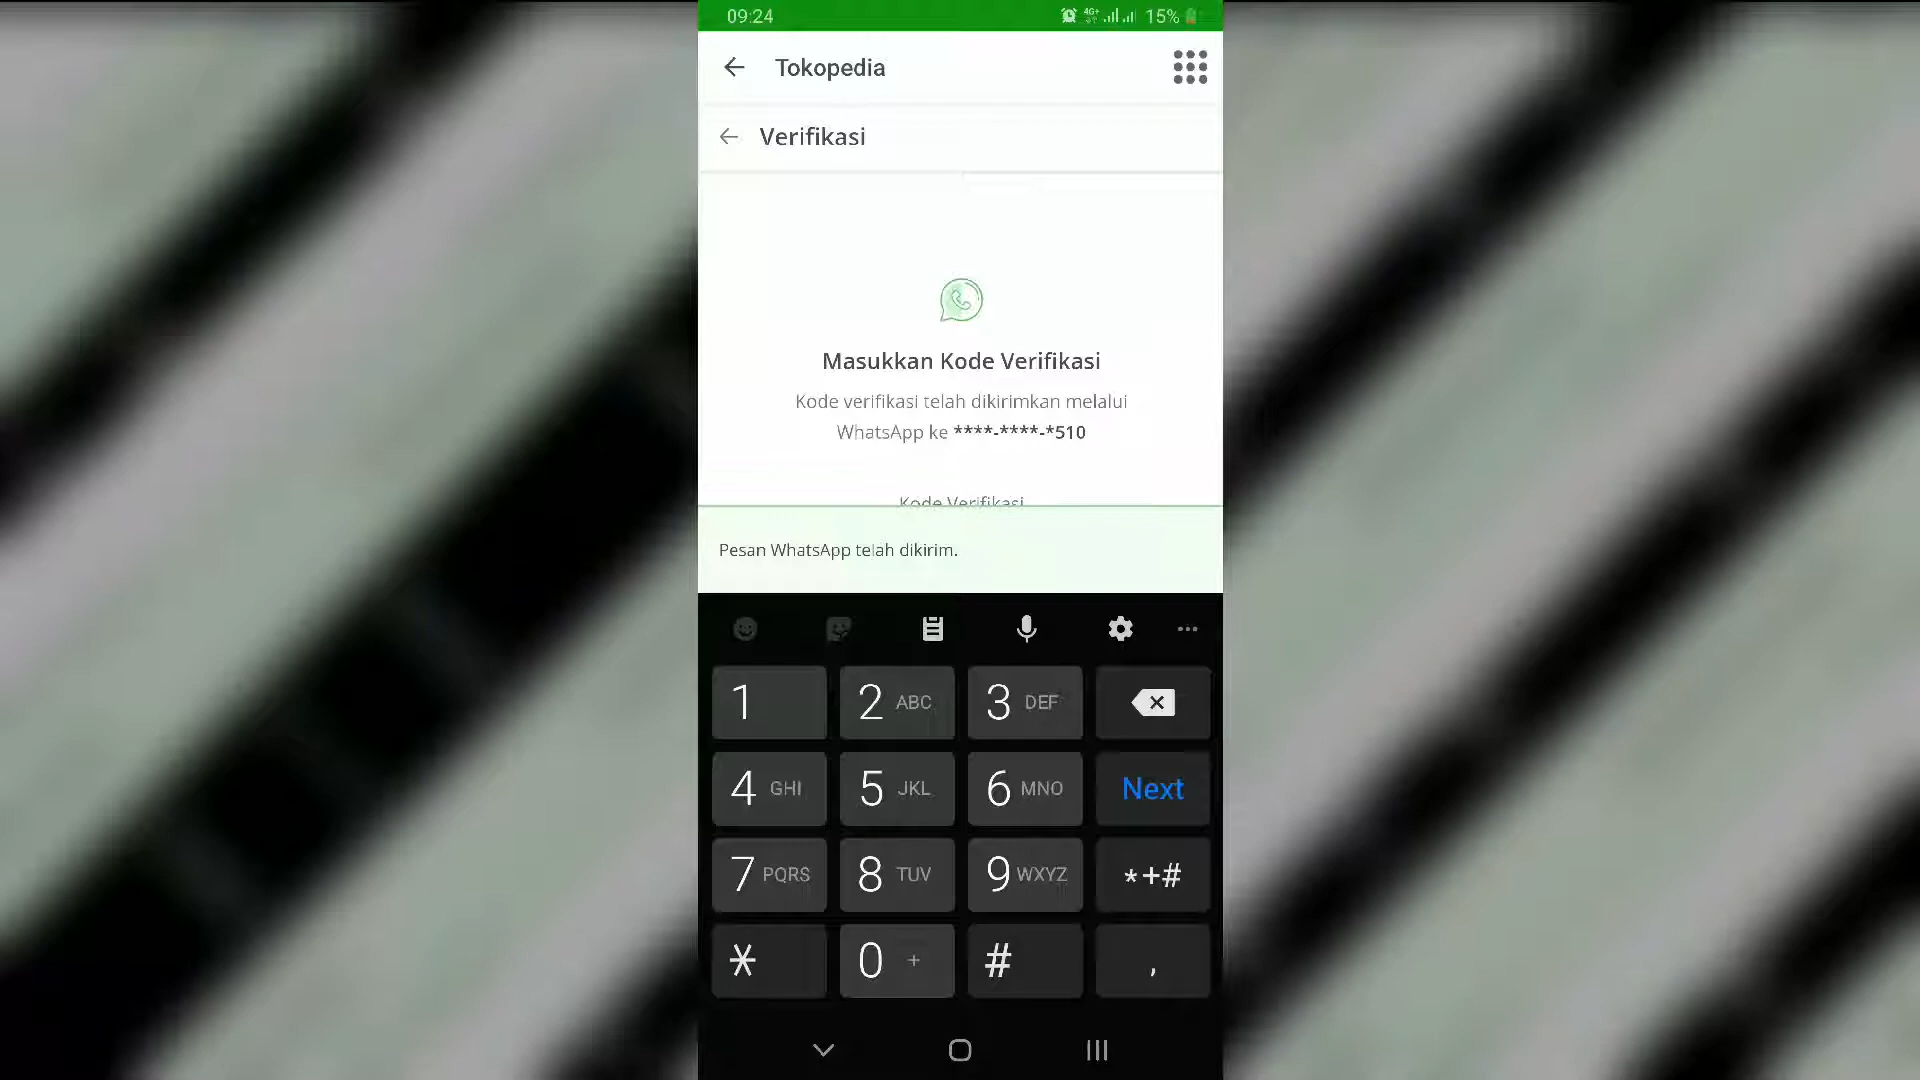 09:24
4G+ 15%
Tokopedia
Verifikasi
Masukkan Kode Verifikasi
Kode verifikasi telah dikirimkan melalui
WhatsApp ke ****-****-*510
Kode Verifikasi
Pesan WhatsApp telah dikirim.
1 2 ABC 3 DEF
4 GHI 5 JKL 6 MNO Next
7 PQRS 8 TUV 9 WXYZ *+#
* 0 + # ,